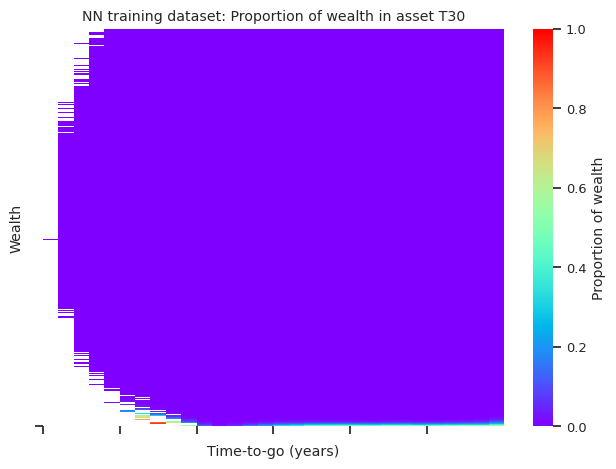 NN training dataset: Proportion of wealth in asset T30
Wealth
Time-to-go (years)
1.0
0.8
0.6
0.4
0.2
0.0
Proportion of wealth